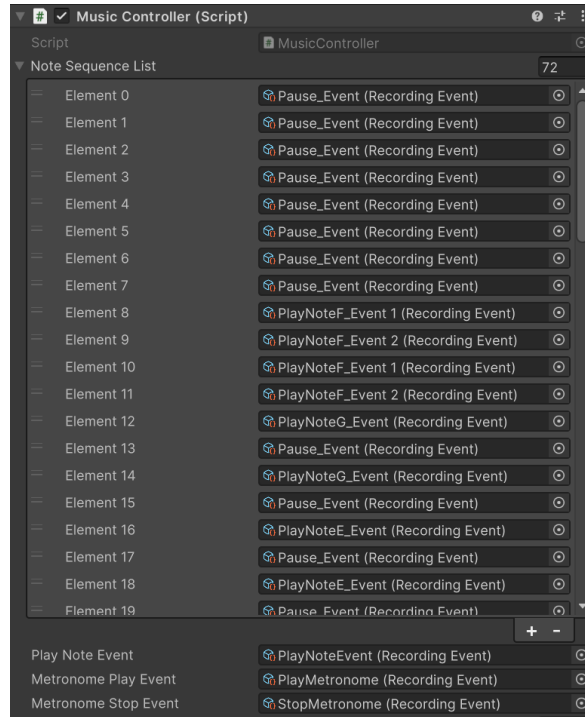 Music Controller (Script)
Script MusicController
Note Sequence List 72
Element 0 Pause_Event (Recording Event)
Element 1 Pause_Event (Recording Event)
Element 2 Pause_Event (Recording Event)
Element 3 Pause_Event (Recording Event)
Element 4 Pause_Event (Recording Event)
Element 5 Pause_Event (Recording Event)
Element 6 Pause_Event (Recording Event)
Element 7 Pause_Event (Recording Event)
Element 8 PlayNoteF_Event 1 (Recording Event)
Element 9 PlayNoteF_Event 2 (Recording Event)
Element 10 PlayNoteF_Event 1 (Recording Event)
Element 11 PlayNoteF_Event 2 (Recording Event)
Element 12 PlayNoteG_Event (Recording Event)
Element 13 Pause_Event (Recording Event)
Element 14 PlayNoteG_Event (Recording Event)
Element 15 Pause_Event (Recording Event)
Element 16 PlayNoteE_Event (Recording Event)
Element 17 Pause_Event (Recording Event)
Element 18 PlayNoteE_Event (Recording Event)
Element 19 Pause_Event (Recording Event)
+ -
Play Note Event PlayNoteEvent (Recording Event)
Metronome Play Event PlayMetronome (Recording Event)
Metronome Stop Event StopMetronome (Recording Event)